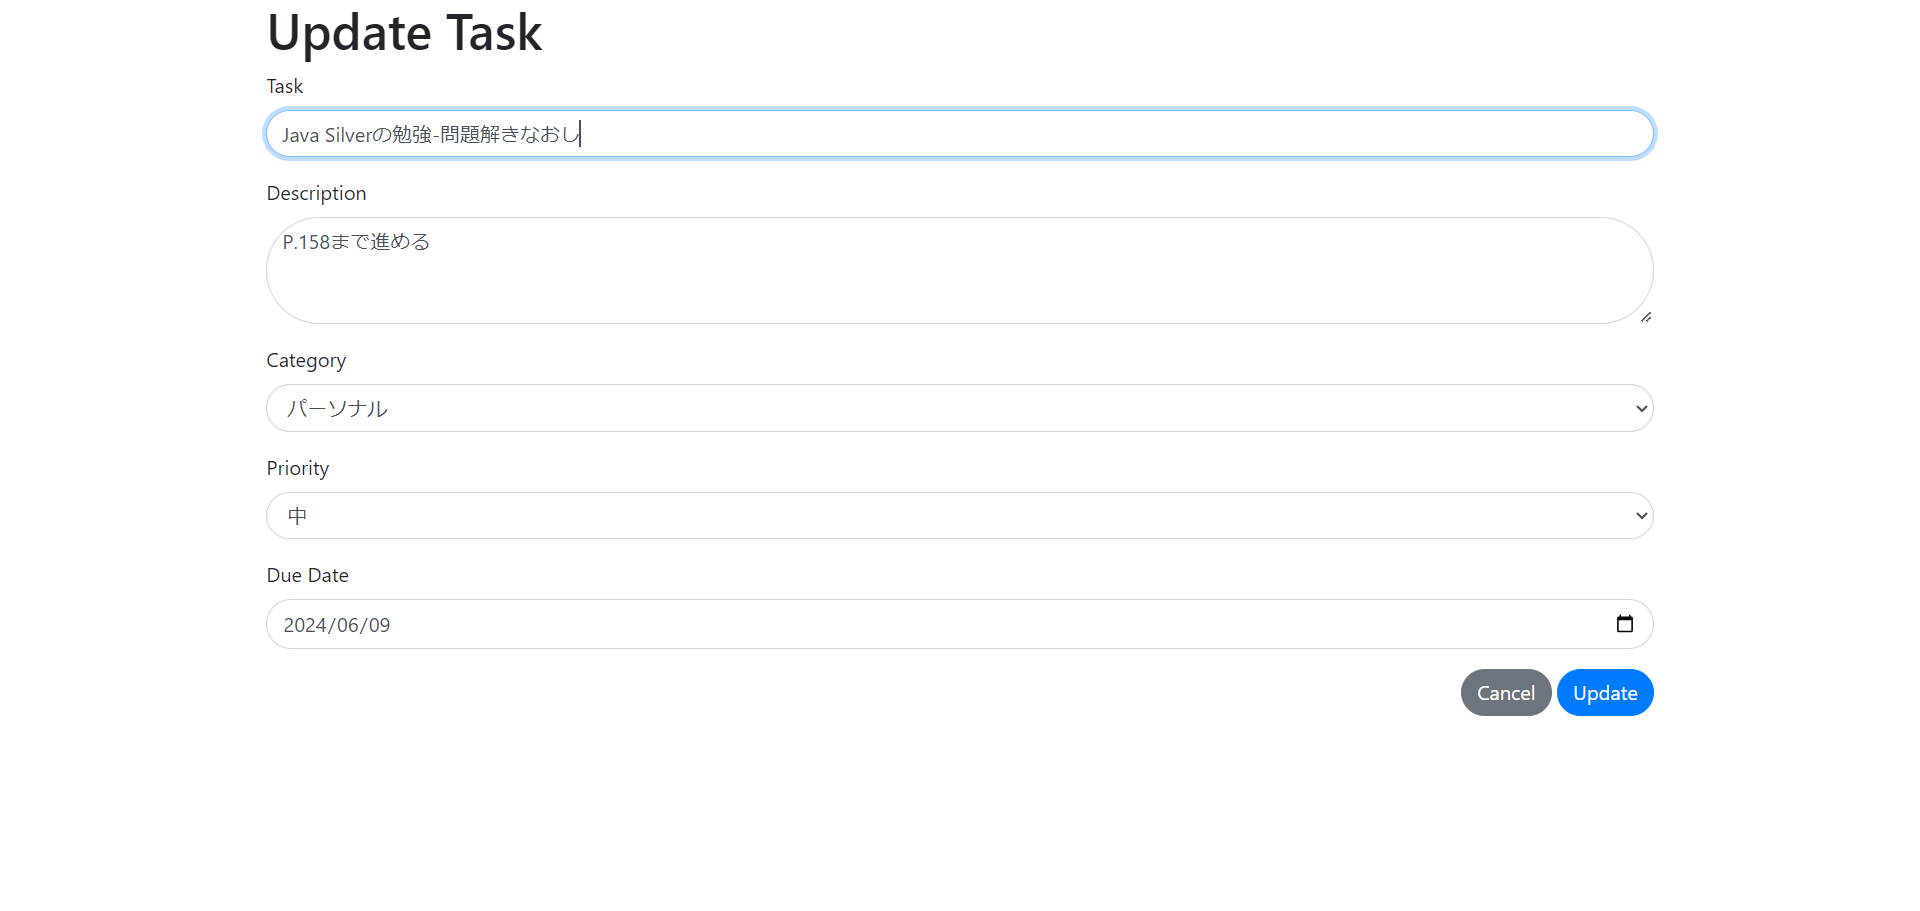 Update Task
Task
Java Silverの勉強-問題解きなおし
Description
P.158まで進める
Category
パーソナル
Priority
中
Due Date
2024/06/09
Cancel Update